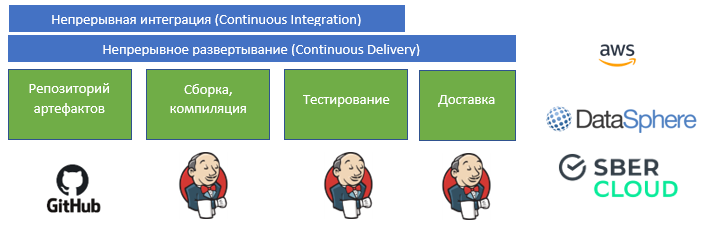 Непрерывная интеграция (Continuous Integration)
Непрерывное развертывание (Continuous Delivery)
Репозиторий
артефактов
Сборка,
компиляция
Тестирование
Доставка
GitHub
aws
DataSphere
SBER
CLOUD